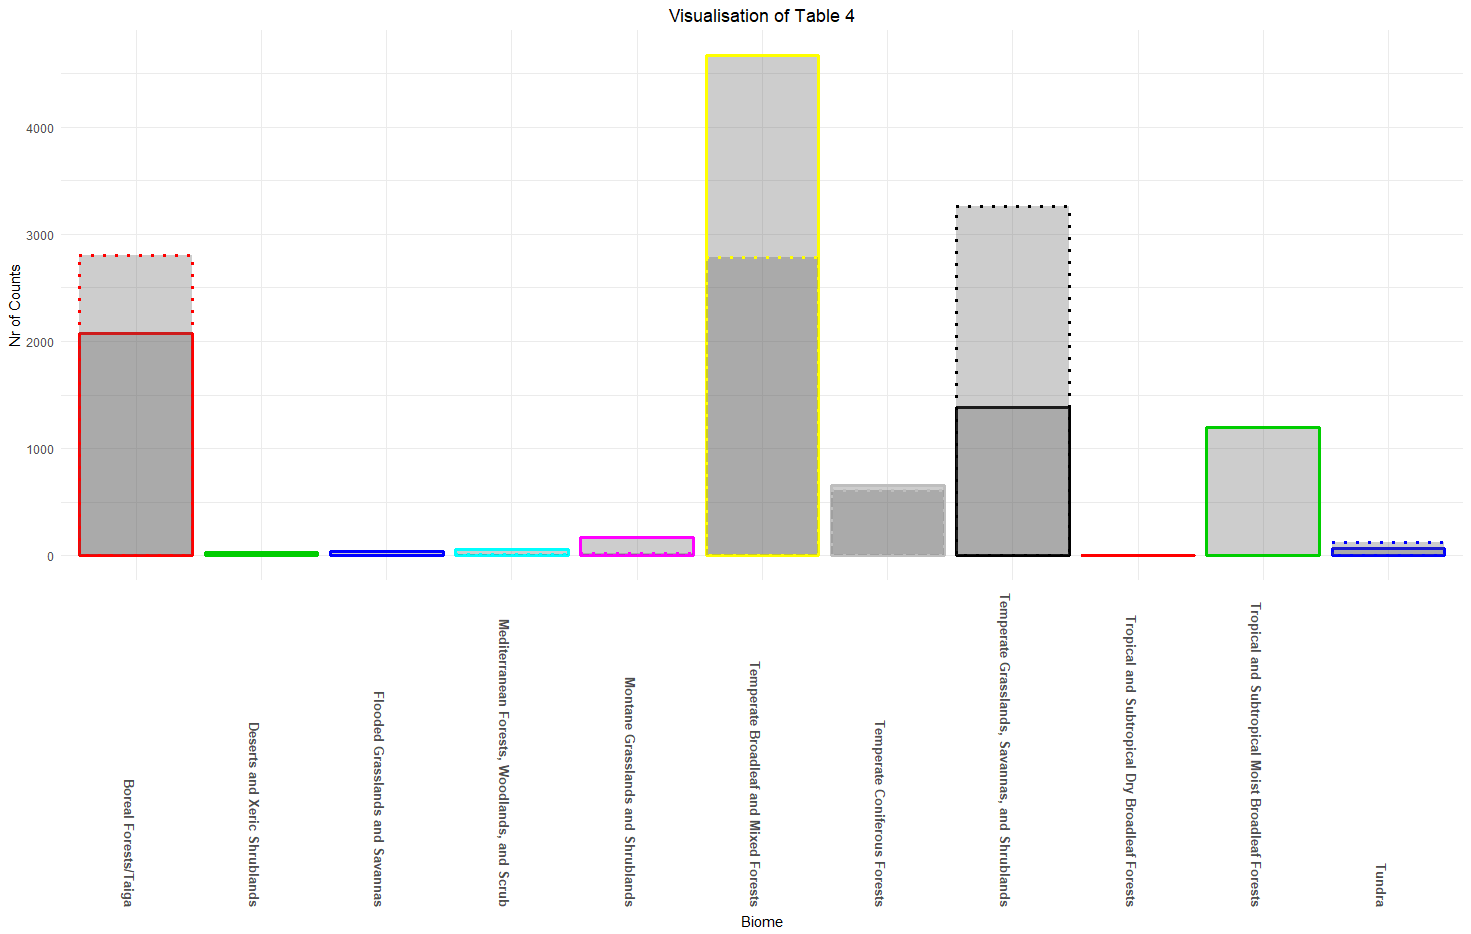 Visualisation of Table 4
Nr of Counts
4000
3000
2000
1000
0
Boreal Forests/Taiga
Deserts and Xeric Shrublands
Flooded Grasslands and Savannas
Mediterranean Forests, Woodlands, and Scrub
Montane Grasslands and Shrublands
Temperate Broadleaf and Mixed Forests
Temperate Coniferous Forests
Temperate Grasslands, Savannas, and Shrublands
Tropical and Subtropical Dry Broadleaf Forests
Tropical and Subtropical Moist Broadleaf Forests
Tundra
Biome